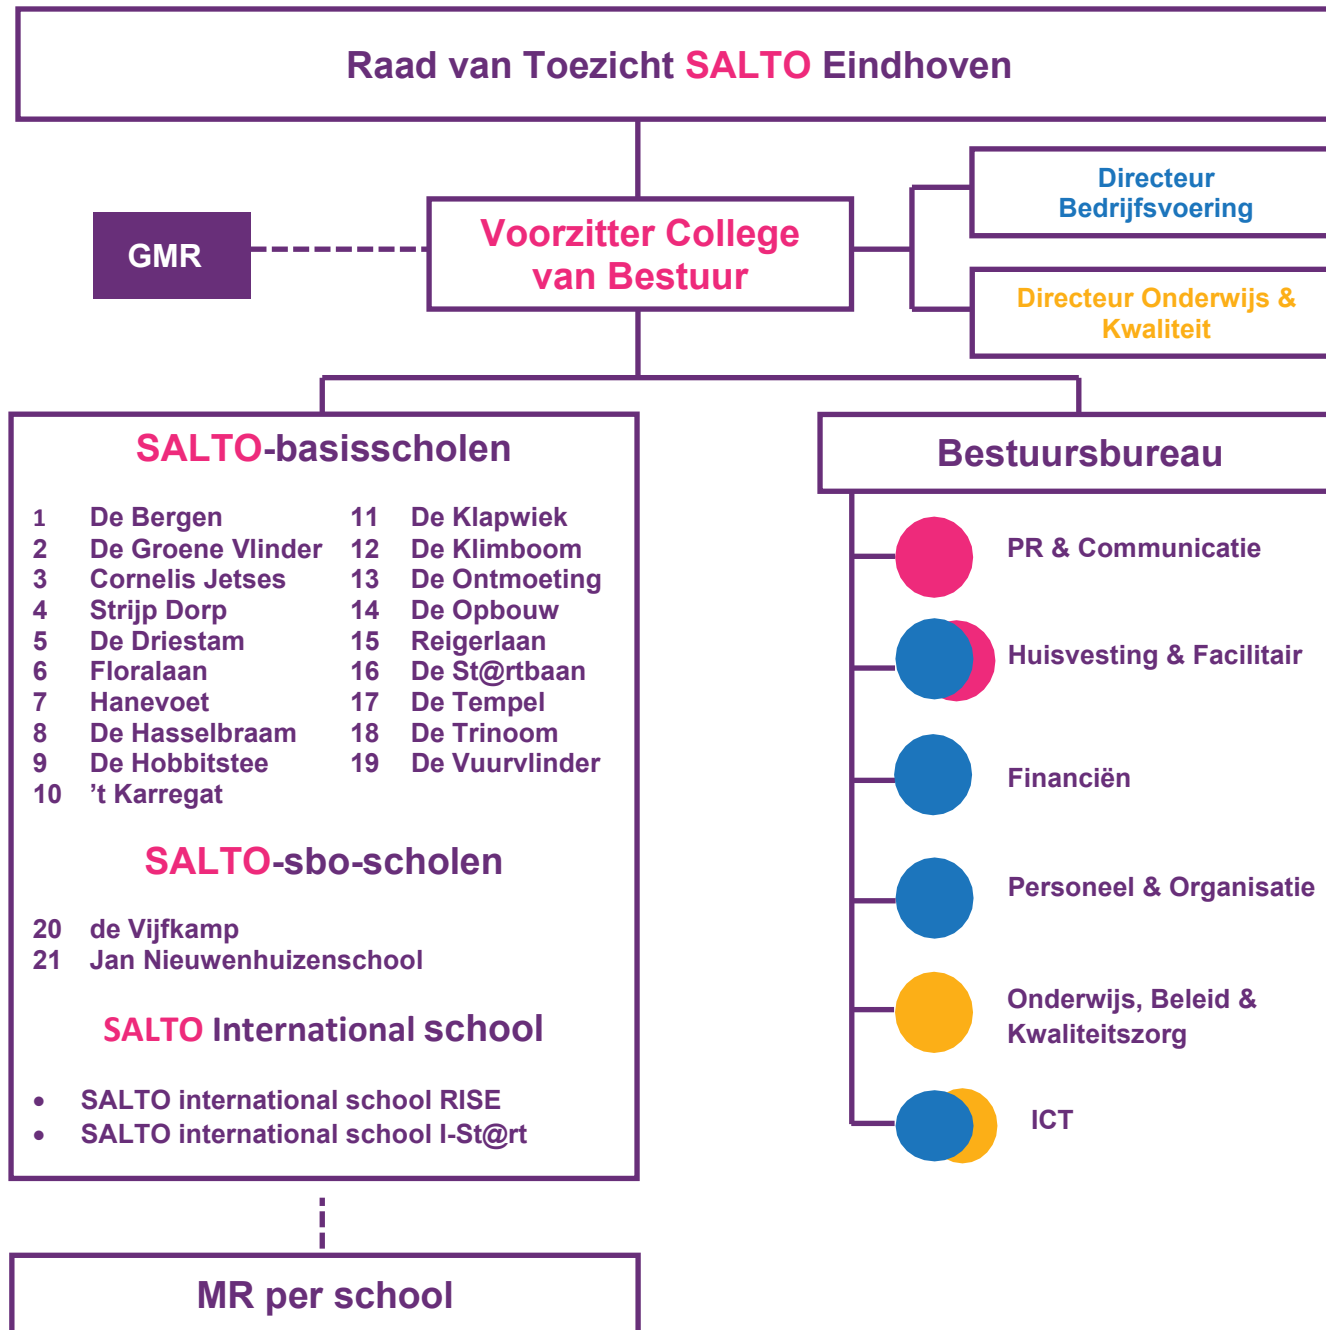 Raad van Toezicht SALTO Eindhoven
Directeur
Bedrijfsvoering
GMR
Voorzitter College
van Bestuur
Directeur Onderwijs &
Kwaliteit
SALTO-basisscholen
1 De Bergen
2 De Groene Vlinder
3 Cornelis Jetses
4 Strijp Dorp
5 De Driestam
6 Floralaan
7 Hanevoet
8 De Hasselbraam
9 De Hobbitstee
10 ’t Karregat
11 De Klapwiek
12 De Klimboom
13 De Ontmoeting
14 De Opbouw
15 Reigerlaan
16 De St@rtbaan
17 De Tempel
18 De Trinoom
19 De Vuurvlinder
SALTO-sbo-scholen
20 de Vijfkamp
21 Jan Nieuwenhuizenschool
SALTO International school
• SALTO international school RISE
• SALTO international school I-St@rt
MR per school
Bestuursbureau
PR & Communicatie
Huisvesting & Facilitair
Financiën
Personeel & Organisatie
Onderwijs, Beleid &
Kwaliteitszorg
ICT